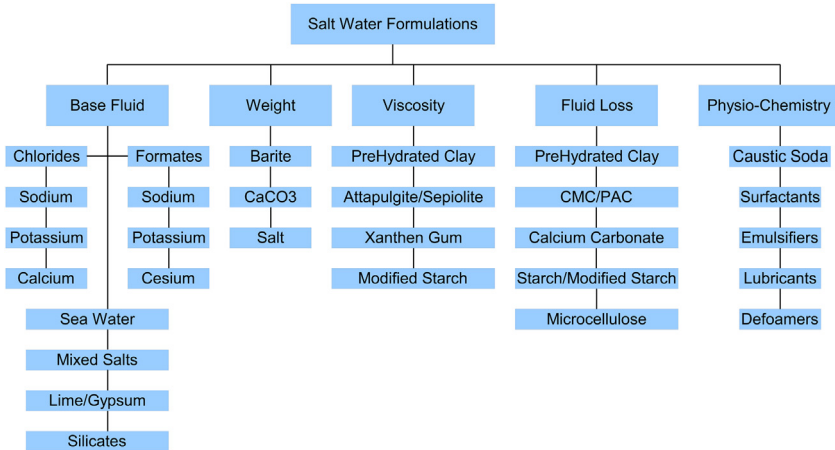 Salt Water Formulations
Base Fluid
Weight
Viscosity
Fluid Loss
Physio-Chemistry
Chlorides
Formates
Barite
PreHydrated Clay
PreHydrated Clay
Caustic Soda
Sodium
Sodium
CaCO3
Attapulgite/Sepiolite
CMC/PAC
Surfactants
Potassium
Potassium
Salt
Xanthen Gum
Calcium Carbonate
Emulsifiers
Calcium
Cesium
Modified Starch
Starch/Modified Starch
Lubricants
Sea Water
Microcellulose
Defoamers
Mixed Salts
Lime/Gypsum
Silicates